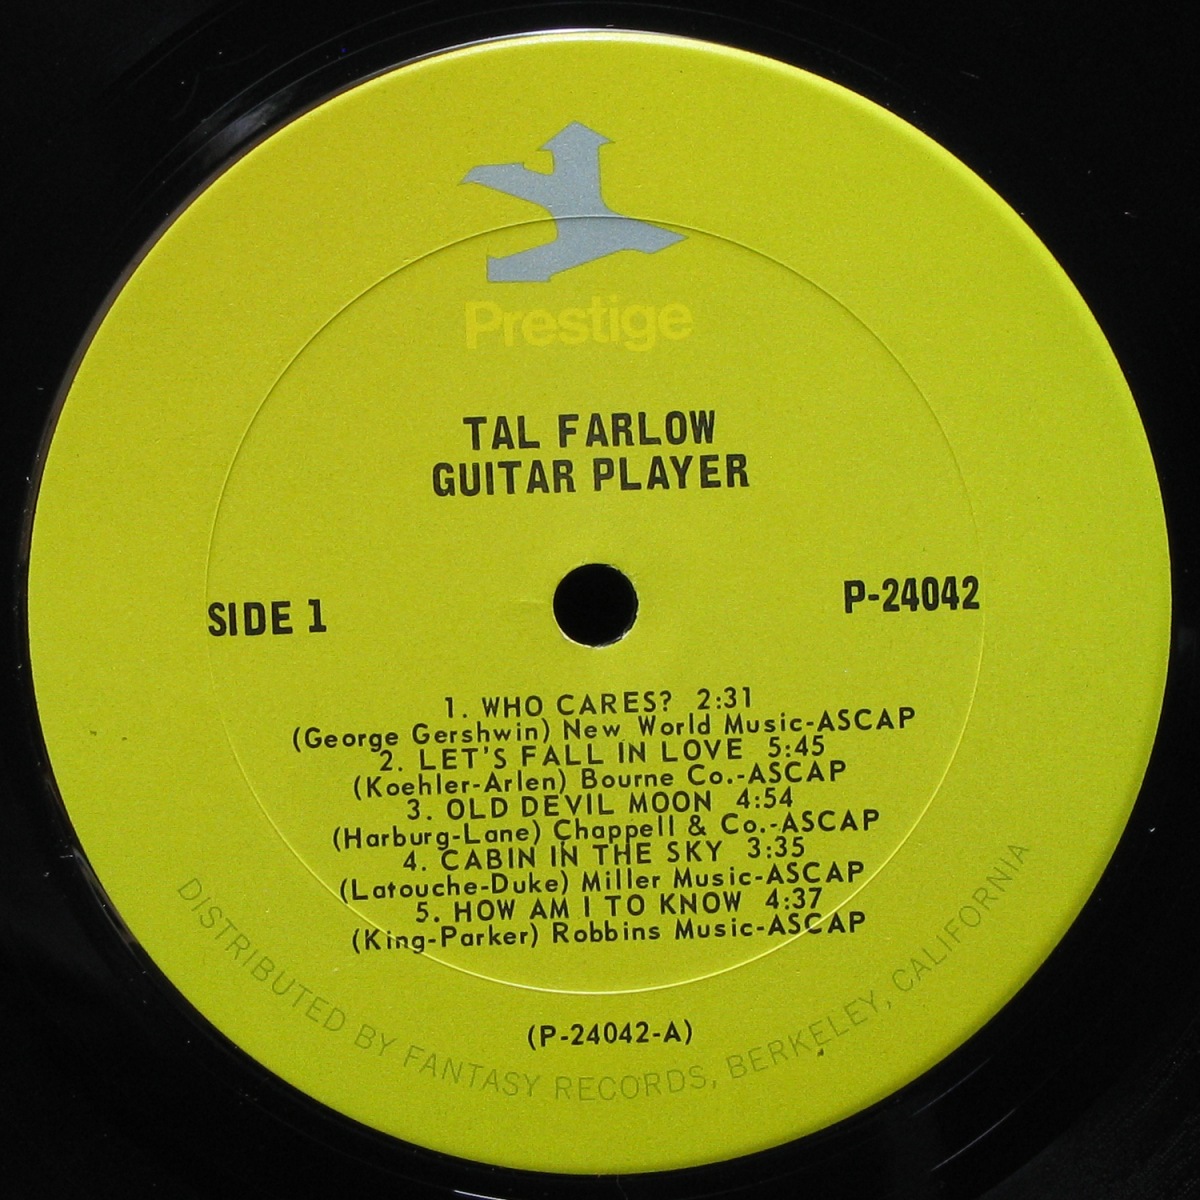 Prestige
TAL FARLOW
GUITAR PLAYER
SIDE 1
P-24042
1. WHO CARES? 2:31
(George Gershwin) New World Music-ASCAP
2. LET'S FALL IN LOVE 5:45
(Koehler-Arlen) Bourne Co.-ASCAP
3. OLD DEVIL MOON 4:54
(Harburg-Lane) Chappell & Co.-ASCAP
4. CABIN IN THE SKY 3:35
(Latouche-Duke) Miller Music-ASCAP
5. HOW AM I TO KNOW 4:37
(King-Parker) Robbins Music-ASCAP
(P-24042-A)
DISTRIBUTED BY FANTASY RECORDS, BERKELEY, CALIFORNIA